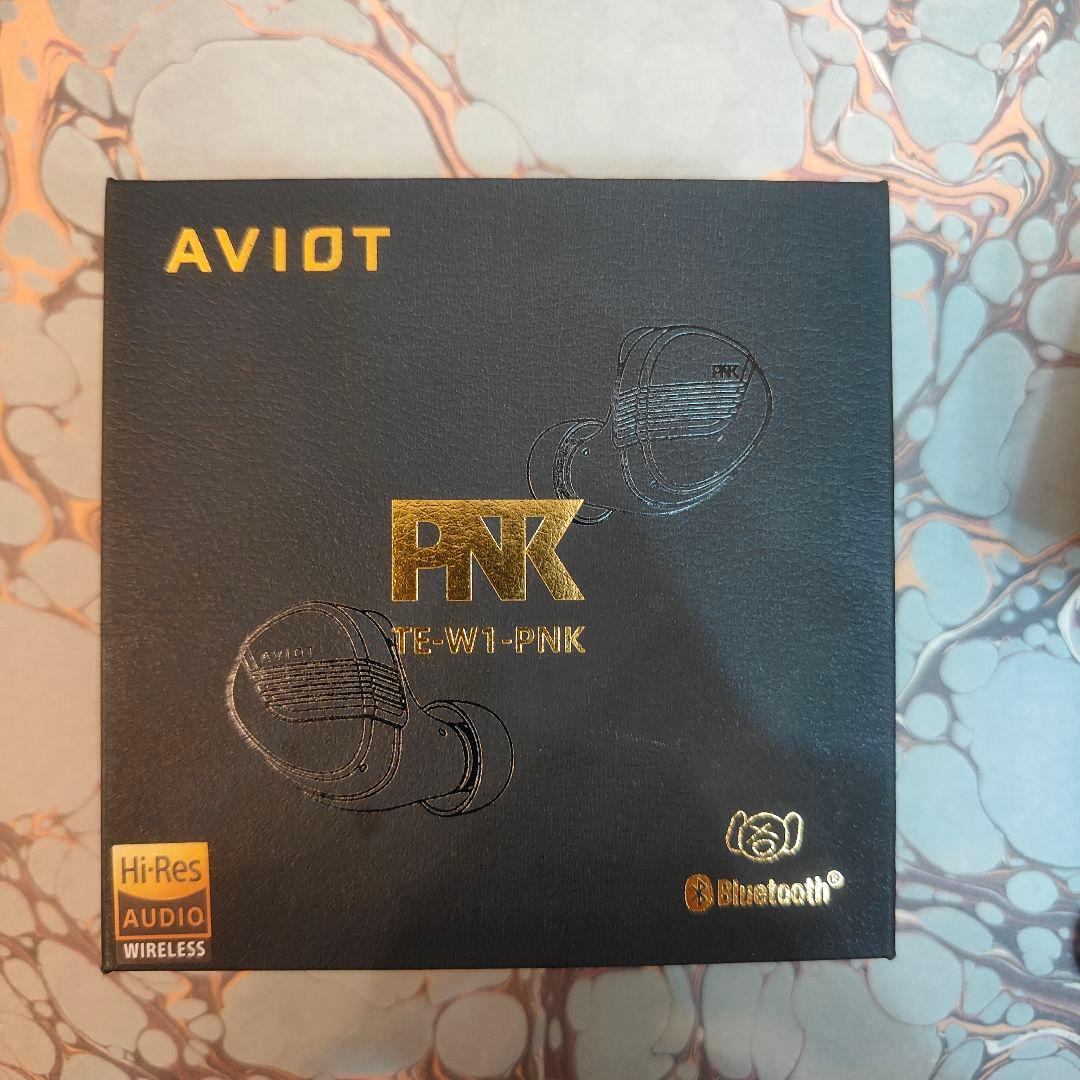 AVIOT
PNK
PNK
TE-W1-PNK
AVIOT
Hi-Res
AUDIO
WIRELESS
Bluetooth®